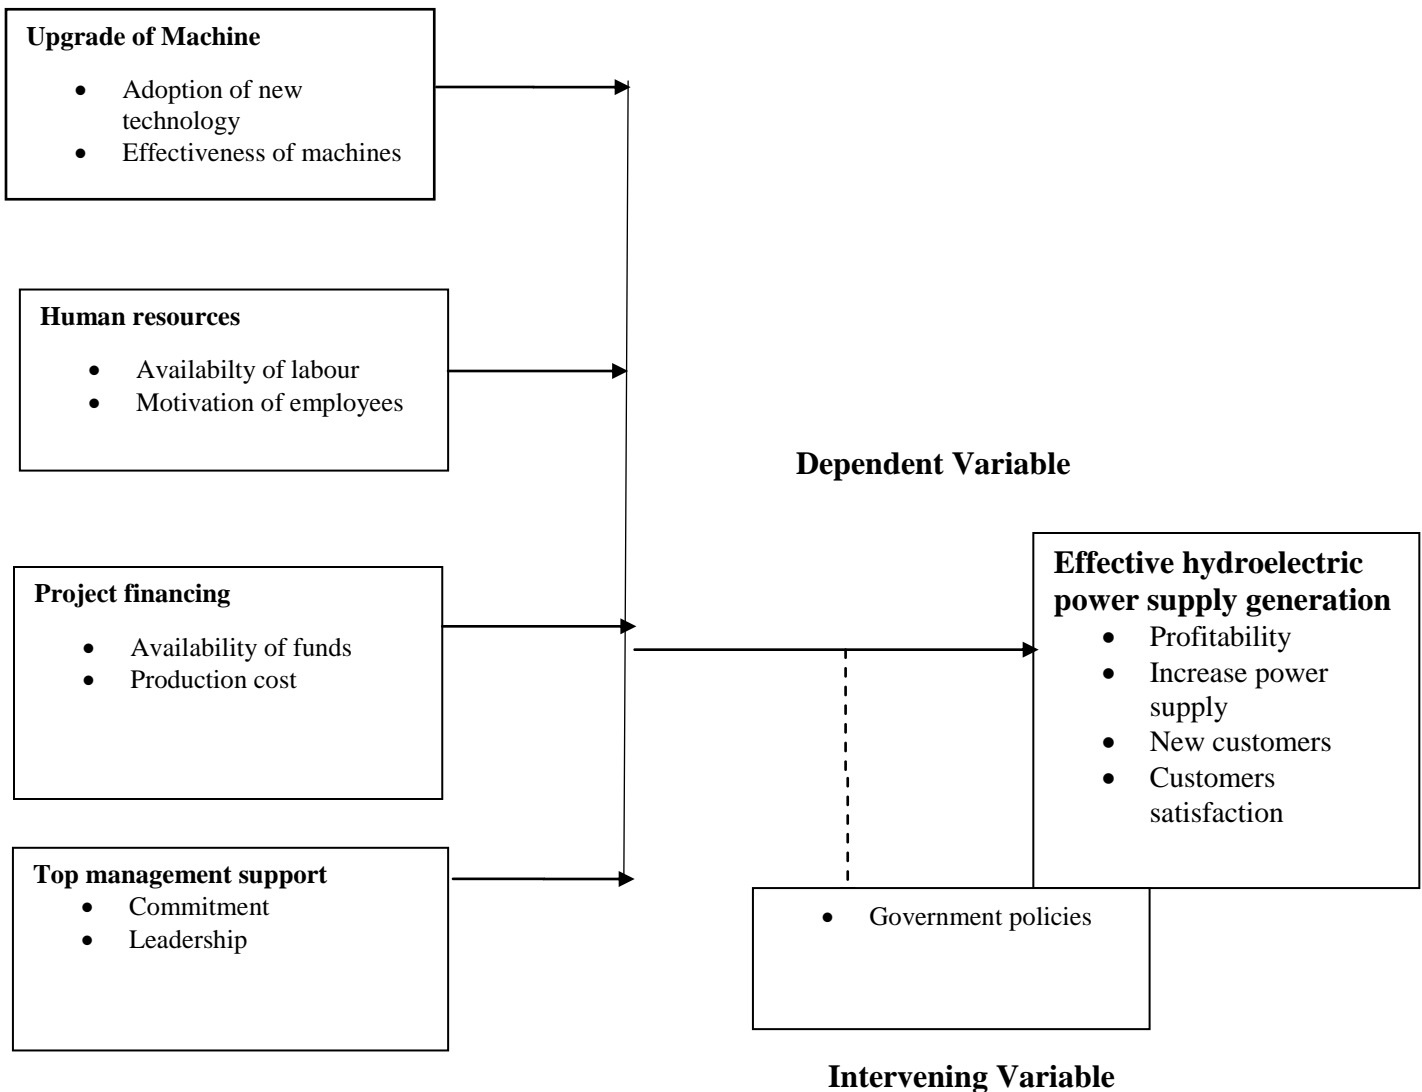 Upgrade of Machine
• Adoption of new
technology
• Effectiveness of machines
Human resources
• Availabilty of labour
• Motivation of employees
Project financing
• Availability of funds
• Production cost
Top management support
• Commitment
• Leadership
Dependent Variable
Effective hydroelectric
power supply generation
• Profitability
• Increase power
supply
• New customers
• Customers
satisfaction
• Government policies
Intervening Variable